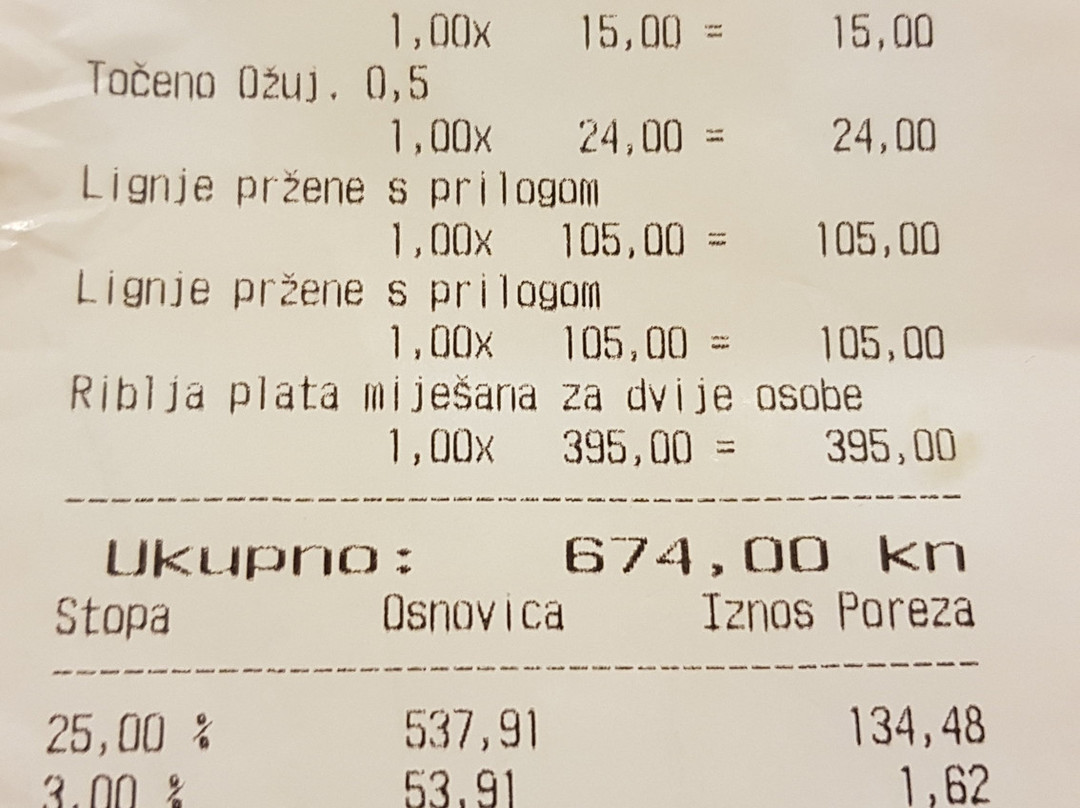 1,00x 15,00 = 15,00
Točeno Ožuj. 0,5
1,00x 24,00 = 24,00
Lignje pržene s prilogom
1,00x 105,00 = 105,00
Lignje pržene s prilogom
1,00x 105,00 = 105,00
Riblja plata miješana za dvije osobe
1,00x 395,00 = 395,00
Ukupno: 674,00 kn
Stopa Osnovica Iznos Poreza
25,00 % 537,91 134,48
3,00 % 53,91 1,62